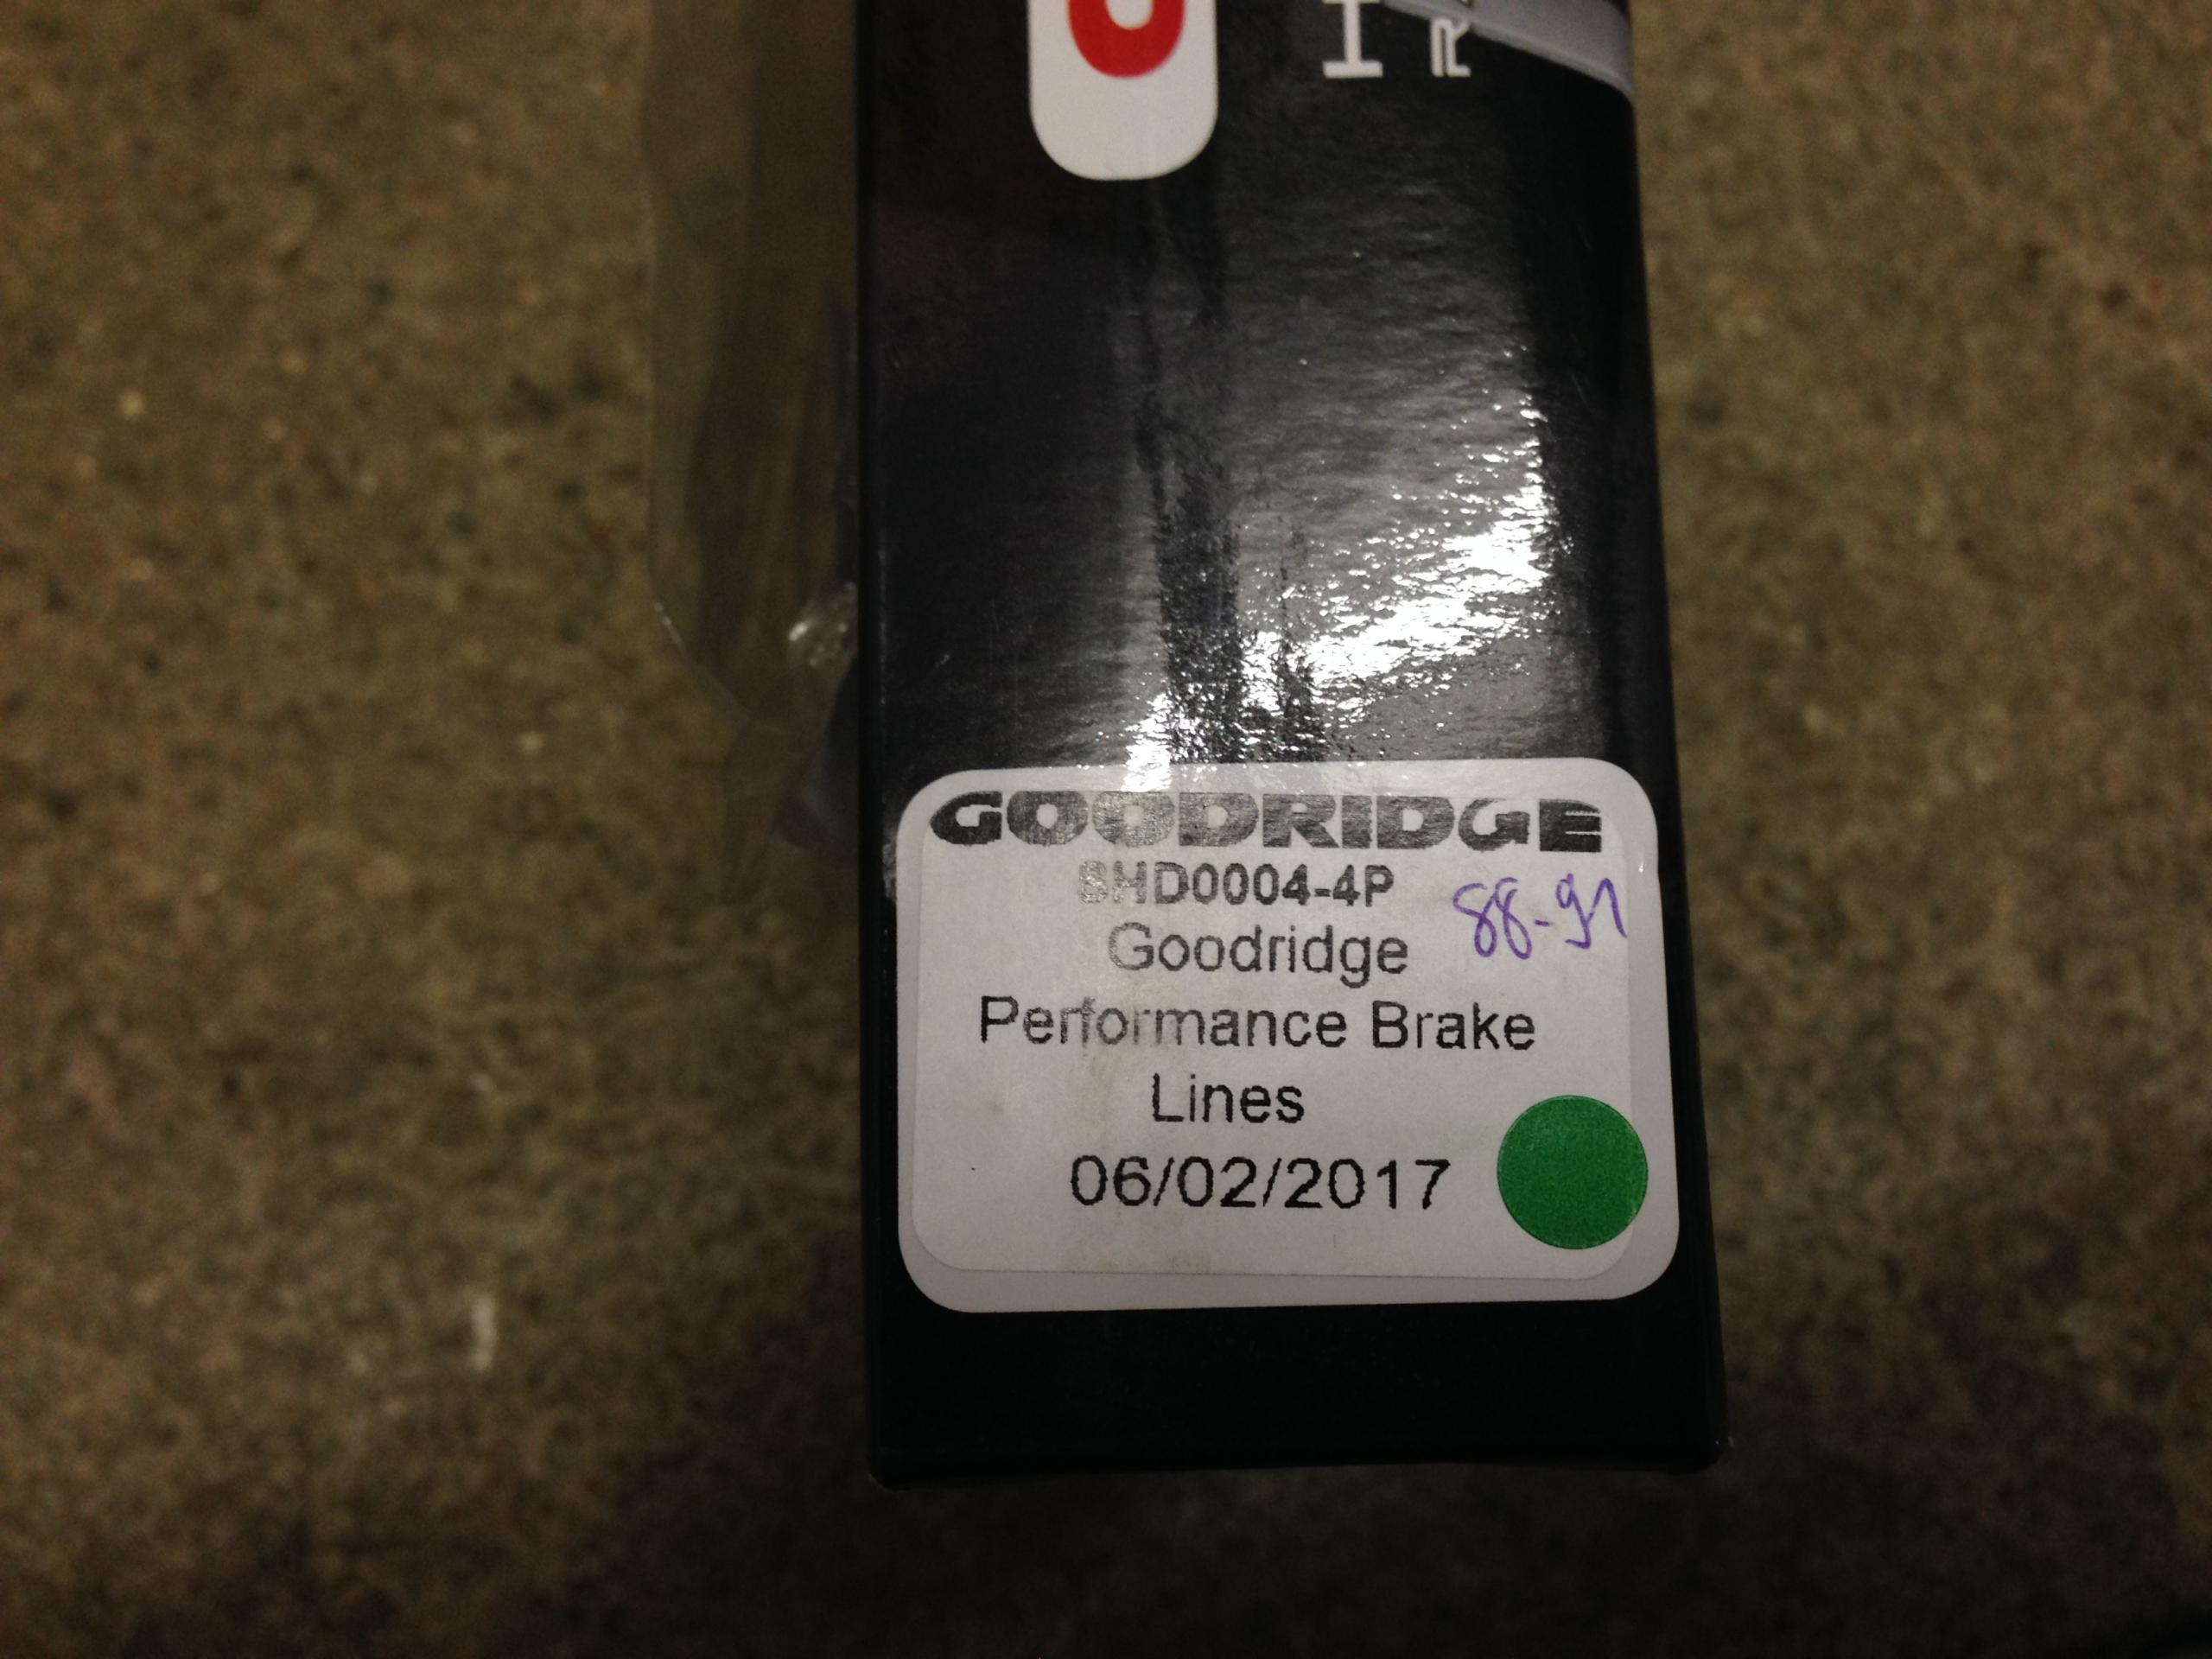 GOODRIDGE
SHD0004-4P
88-91
Goodridge
Performance Brake
Lines
06/02/2017